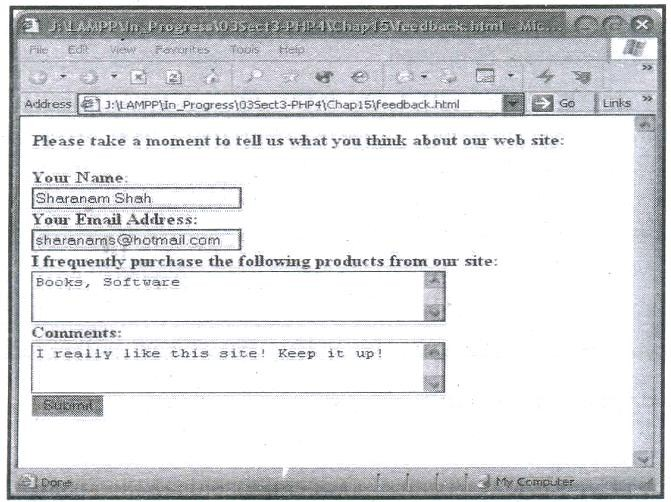 J:\LAMPP\In_Progress\03Sect3-PHP4\Chap15\feedback.html - Mic...
File Edit View Favorites Tools Help
Address J:\LAMPP\In_Progress\03Sect3-PHP4\Chap15\feedback.html Go Links »
Please take a moment to tell us what you think about our web site:
Your Name:
Sharanam Shah
Your Email Address:
sharanams@hotmail.com
I frequently purchase the following products from our site:
Books, Software
Comments:
I really like this site! Keep it up!
Submit
Done My Computer